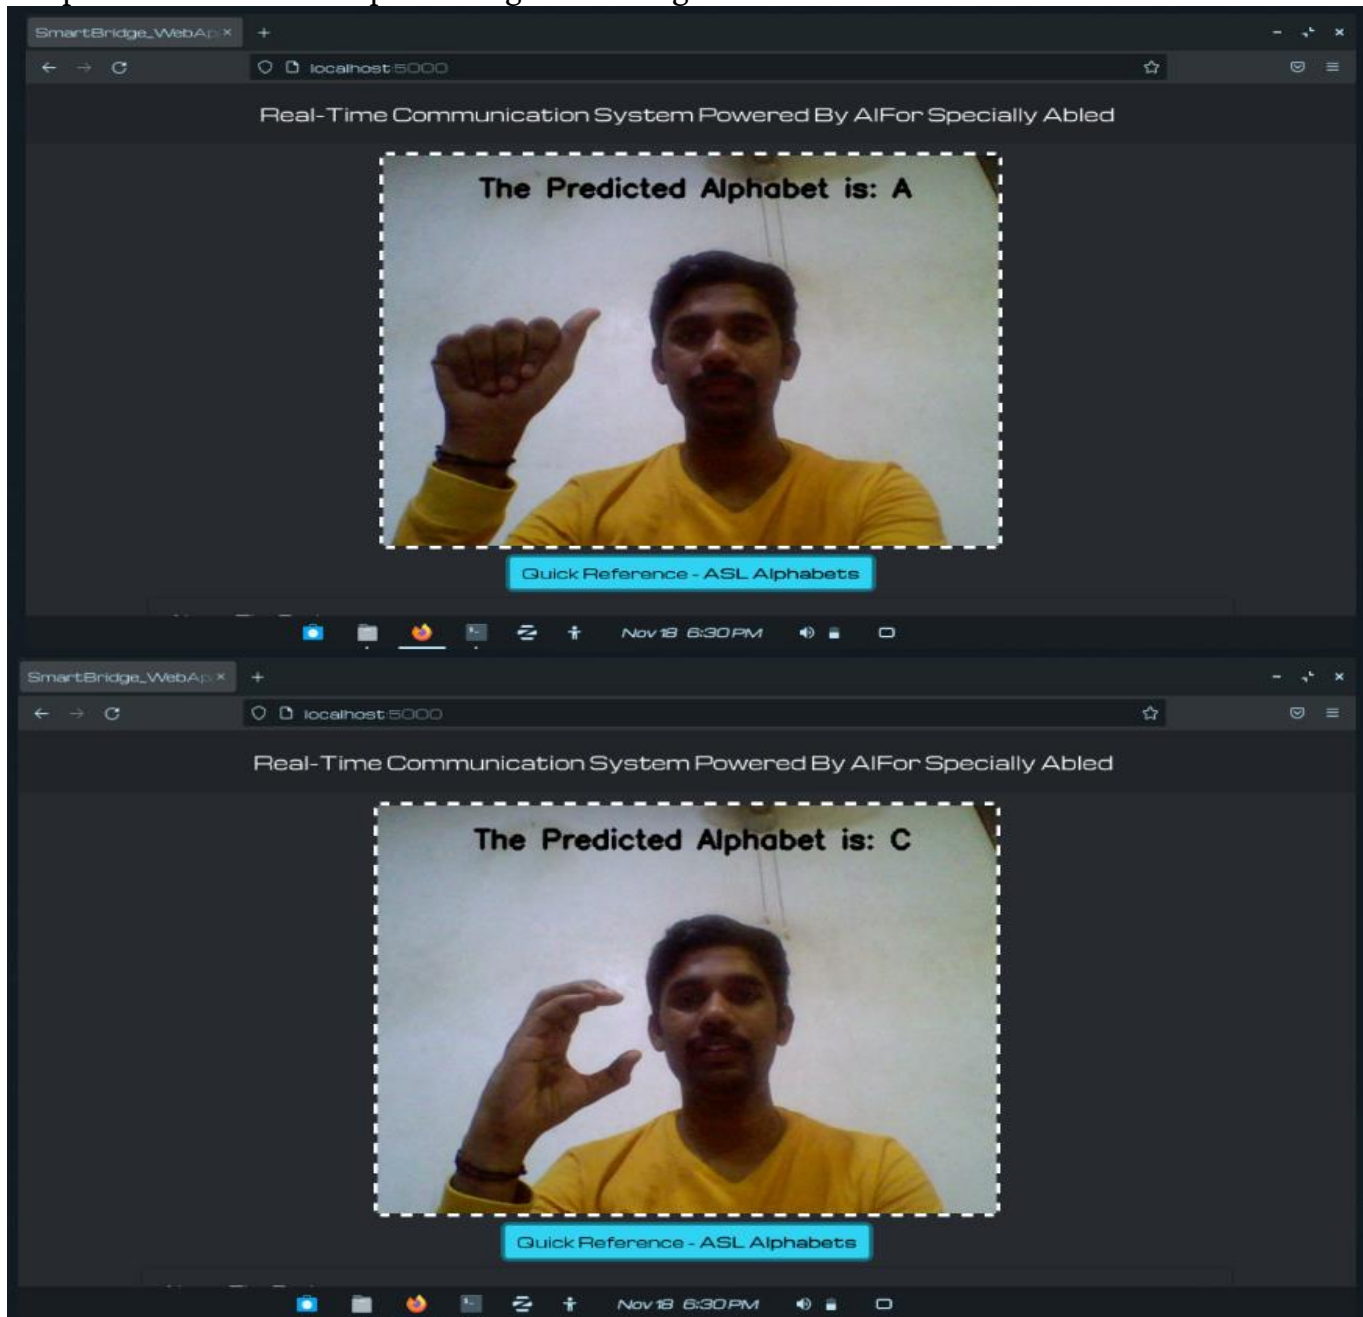 SmartBridge_WebAp
localhost:5000
Real-Time Communication System Powered By AIFor Specially Abled
The Predicted Alphabet is: A
Quick Reference - ASL Alphabets
Nov 18 6:30 PM
SmartBridge_WebAp
localhost:5000
Real-Time Communication System Powered By AIFor Specially Abled
The Predicted Alphabet is: C
Quick Reference - ASL Alphabets
Nov 18 6:30 PM